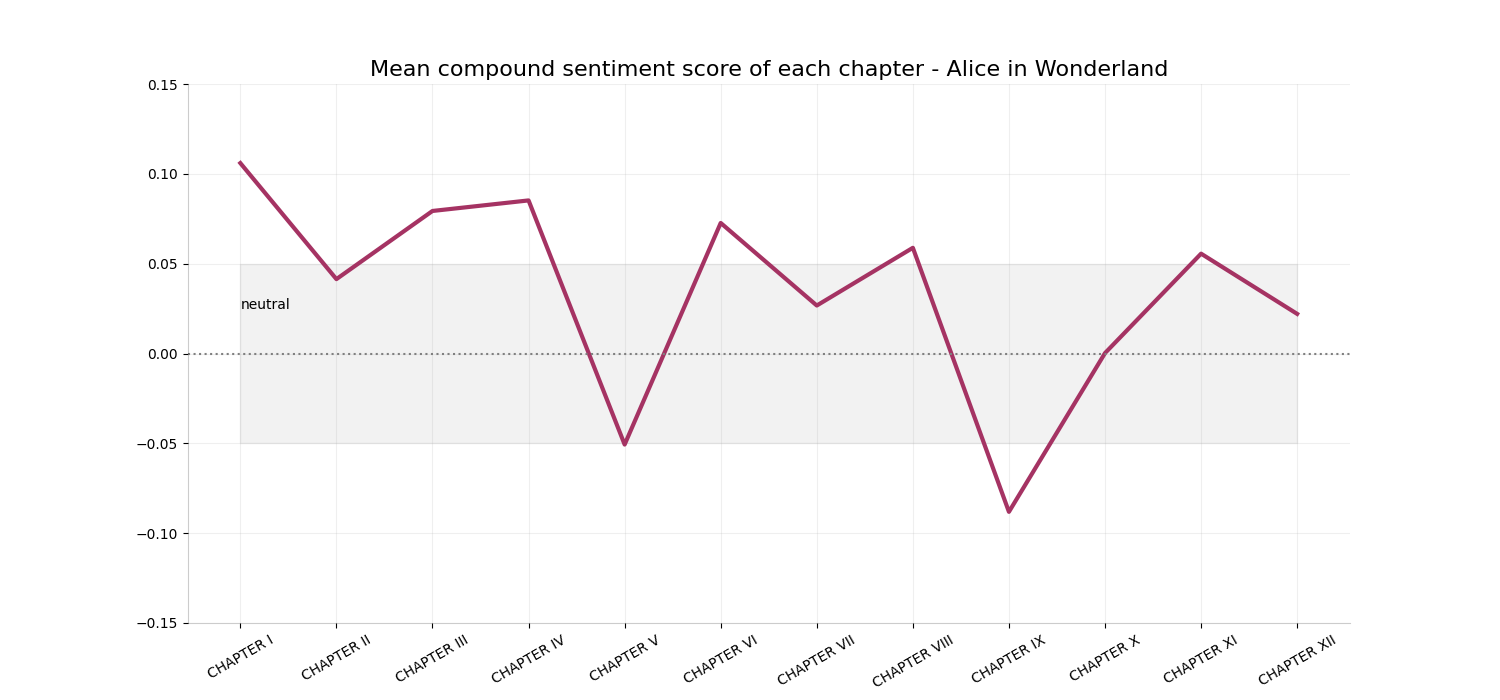 Mean compound sentiment score of each chapter - Alice in Wonderland
0.15
0.10
0.05
neutral
0.00
−0.05
−0.10
−0.15
CHAPTER I
CHAPTER II
CHAPTER III
CHAPTER IV
CHAPTER V
CHAPTER VI
CHAPTER VII
CHAPTER VIII
CHAPTER IX
CHAPTER X
CHAPTER XI
CHAPTER XII